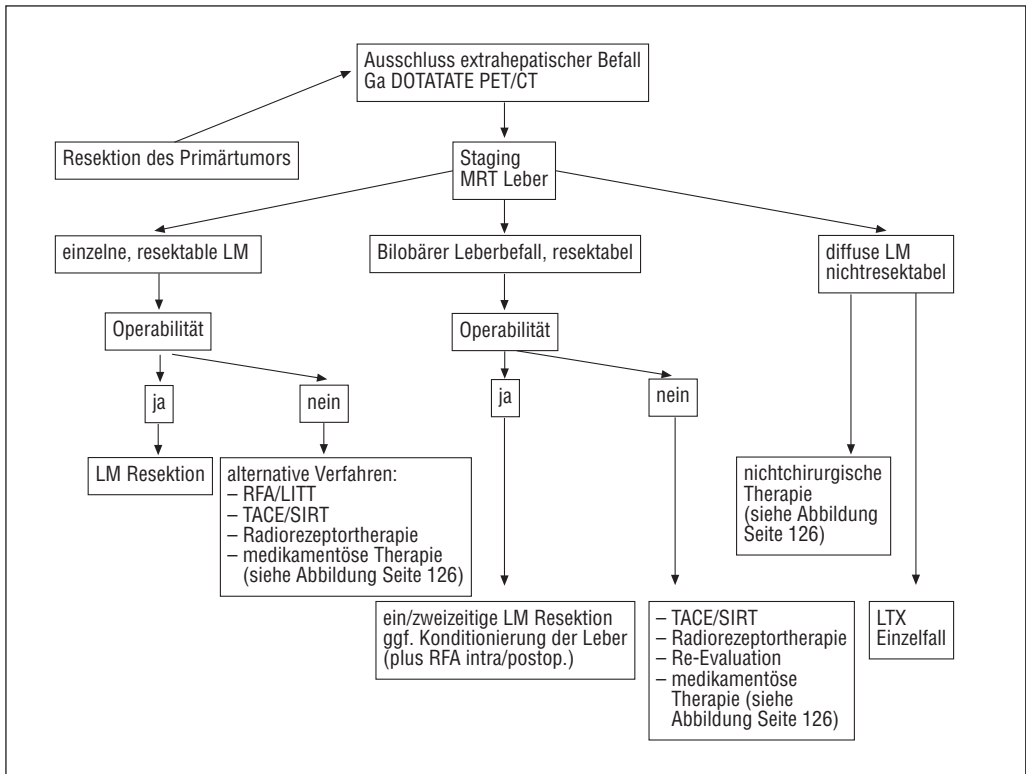 Ausschluss extrahepatischer Befall
Ga DOTATATE PET/CT
Resektion des Primärtumors
Staging
MRT Leber
einzelne, resektable LM
Bilobärer Leberbefall, resektabel
diffuse LM
nichtresektabel
Operabilität
Operabilität
ja
nein
ja
nein
LM Resektion
alternative Verfahren:
– RFA/LITT
– TACE/SIRT
– Radiorezeptortherapie
– medikamentöse Therapie
(siehe Abbildung Seite 126)
nichtchirurgische
Therapie
(siehe Abbildung
Seite 126)
ein/zweizeitige LM Resektion
ggf. Konditionierung der Leber
(plus RFA intra/postop.)
– TACE/SIRT
– Radiorezeptortherapie
– Re-Evaluation
– medikamentöse
Therapie (siehe
Abbildung Seite 126)
LTX
Einzelfall